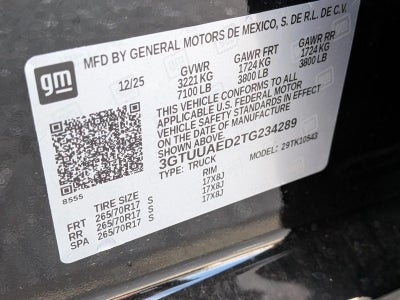 gm
MFD BY GENERAL MOTORS DE MEXICO, S. DE R.L. DE C.V.
12/25 GVWR GAWR FRT GAWR RR
3221 KG 1724 KG 1724 KG
7100 LB 3800 LB 3800 LB
THIS VEHICLE CONFORMS TO ALL
APPLICABLE U.S. FEDERAL MOTOR
VEHICLE SAFETY STANDARDS IN EFFECT
ON THE DATE OF MANUFACTURE
SHOWN ABOVE.
3GTUUAED2TG234289
TYPE: TRUCK MODEL: 29TK10543
8555
TIRE SIZE RIM
FRT 265/70R17 S 17X8J
RR 265/70R17 S 17X8J
SPA 265/70R17 S 17X8J